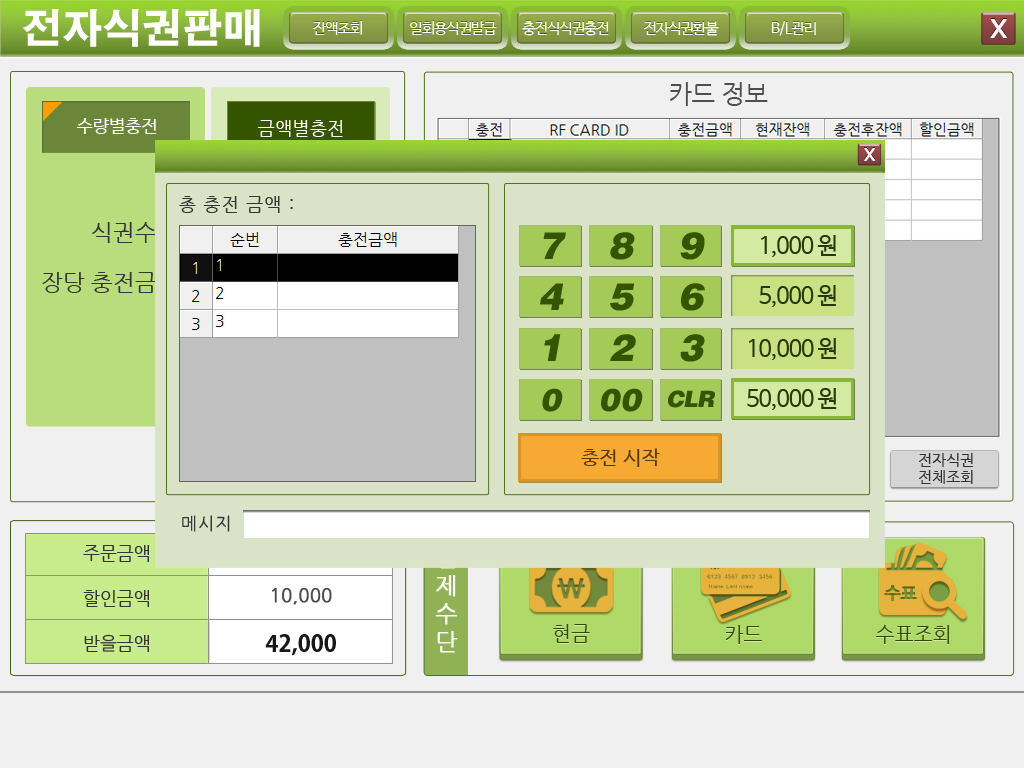 전자식권판매
잔액조회
일회용식권발급
충전식식권충전
전자식권환불
B/L관리
X
수량별충전
금액별충전
식권수
장당 충전금
카드 정보
충전 RF CARD ID 충전금액 현재잔액 충전후잔액 할인금액
X
총 충전 금액 :
순번 충전금액
1 1
2 2
3 3
7 8 9 1,000 원
4 5 6 5,000 원
1 2 3 10,000 원
0 00 CLR 50,000 원
충전 시작
메시지
전자식권
전체조회
주문금액
할인금액 10,000
받을금액 42,000
제
수
단
₩
현금
6123 4567 8912 3456
Name Last name
카드
수표
수표조회